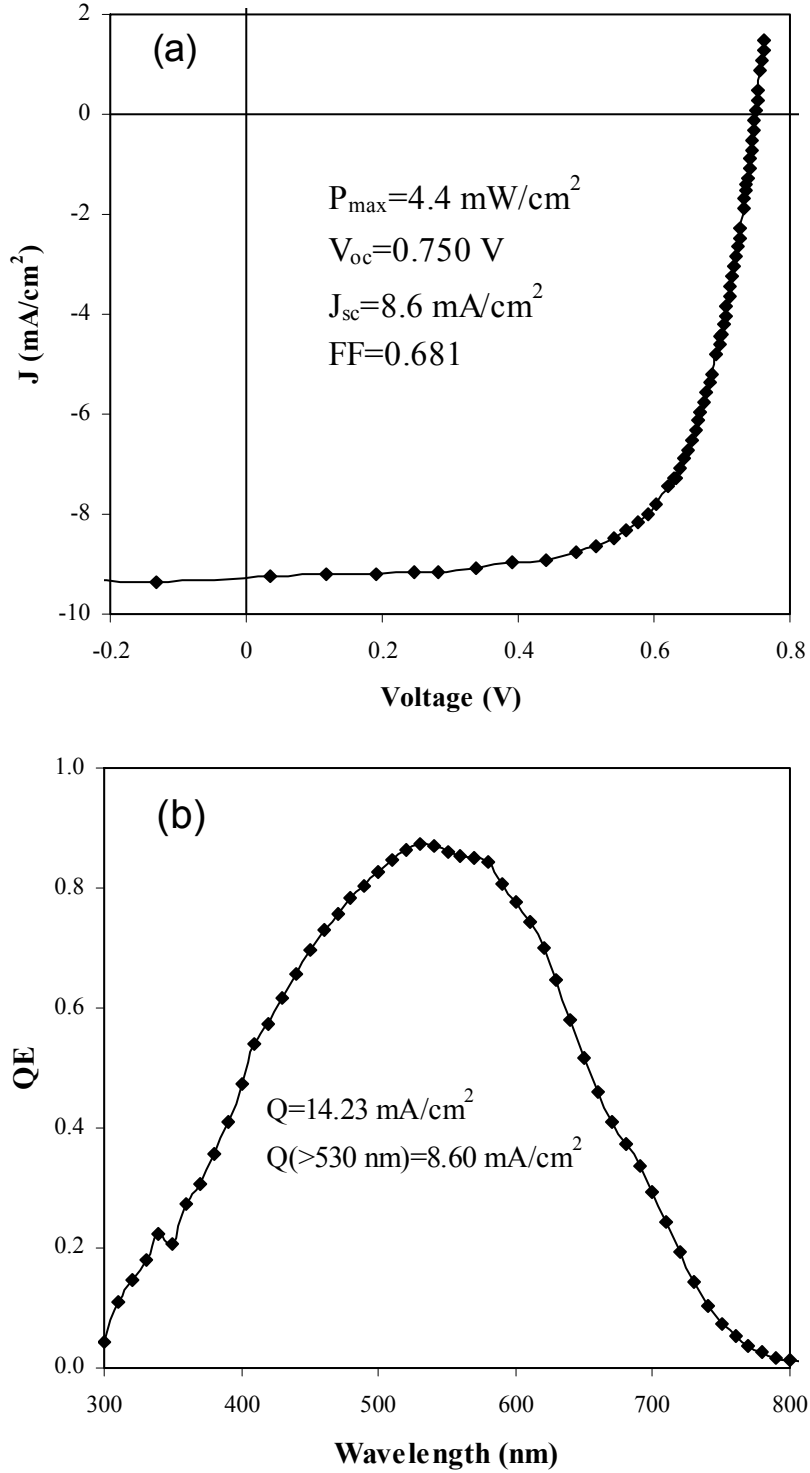 (a)
2
0
-2
-4
-6
-8
-10
J (mA/cm²)
P_max=4.4 mW/cm²
V_oc=0.750 V
J_sc=8.6 mA/cm²
FF=0.681
-0.2 0 0.2 0.4 0.6 0.8
Voltage (V)
(b)
1.0
0.8
0.6
0.4
0.2
0.0
QE
Q=14.23 mA/cm²
Q(>530 nm)=8.60 mA/cm²
300 400 500 600 700 800
Wavelength (nm)